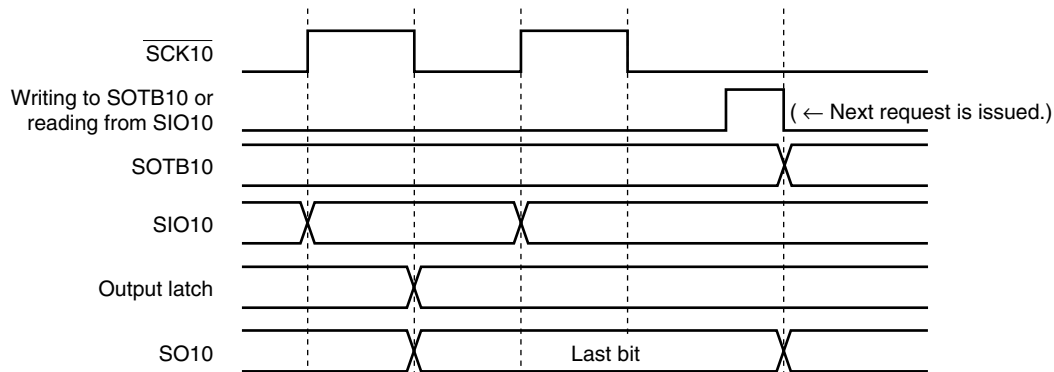 SCK10
Writing to SOTB10 or
reading from SIO10
( ← Next request is issued.)
SOTB10
SIO10
Output latch
SO10
Last bit